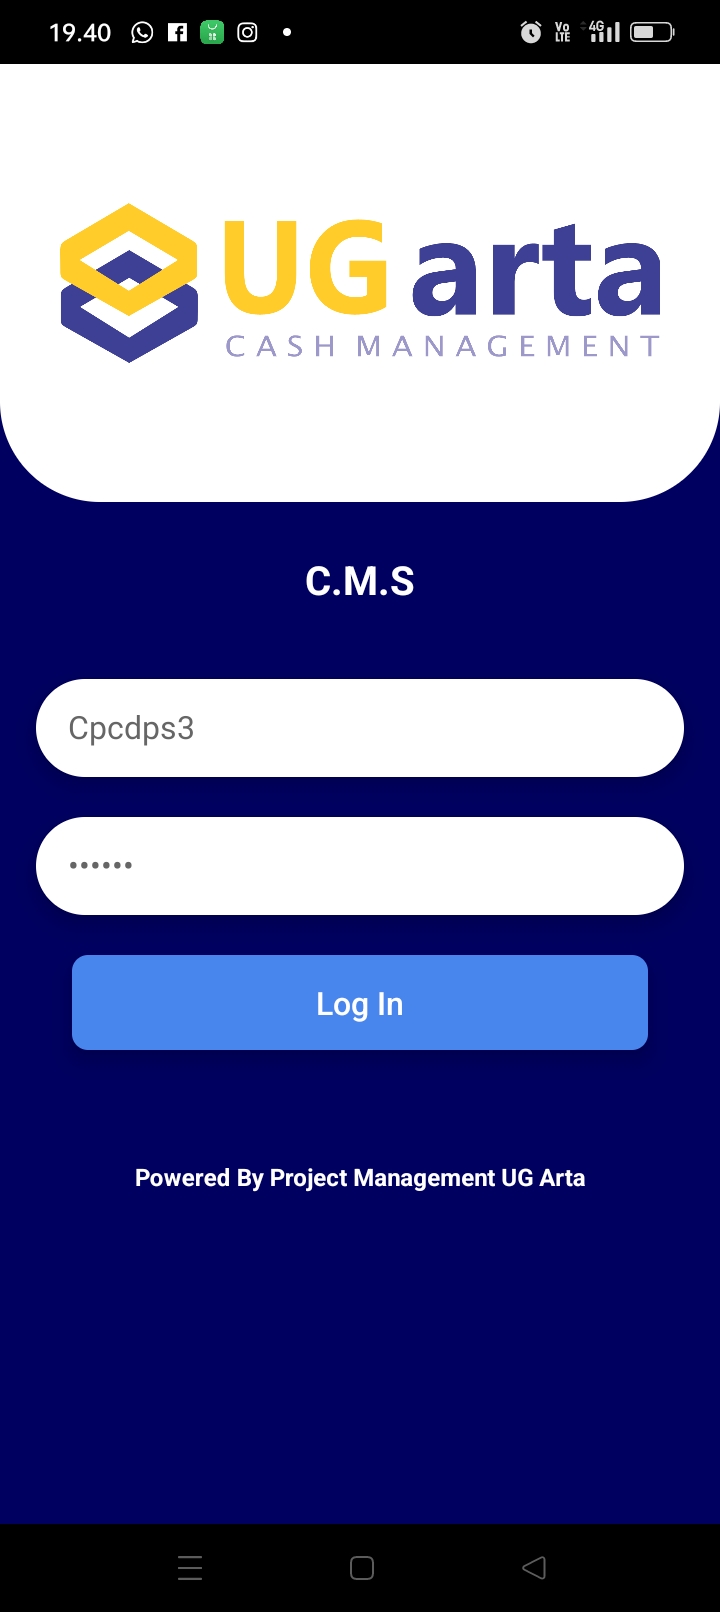 19.40 Vo LTE 4G
UG arta
CASH MANAGEMENT
C.M.S
Cpcdps3
••••••
Log In
Powered By Project Management UG Arta